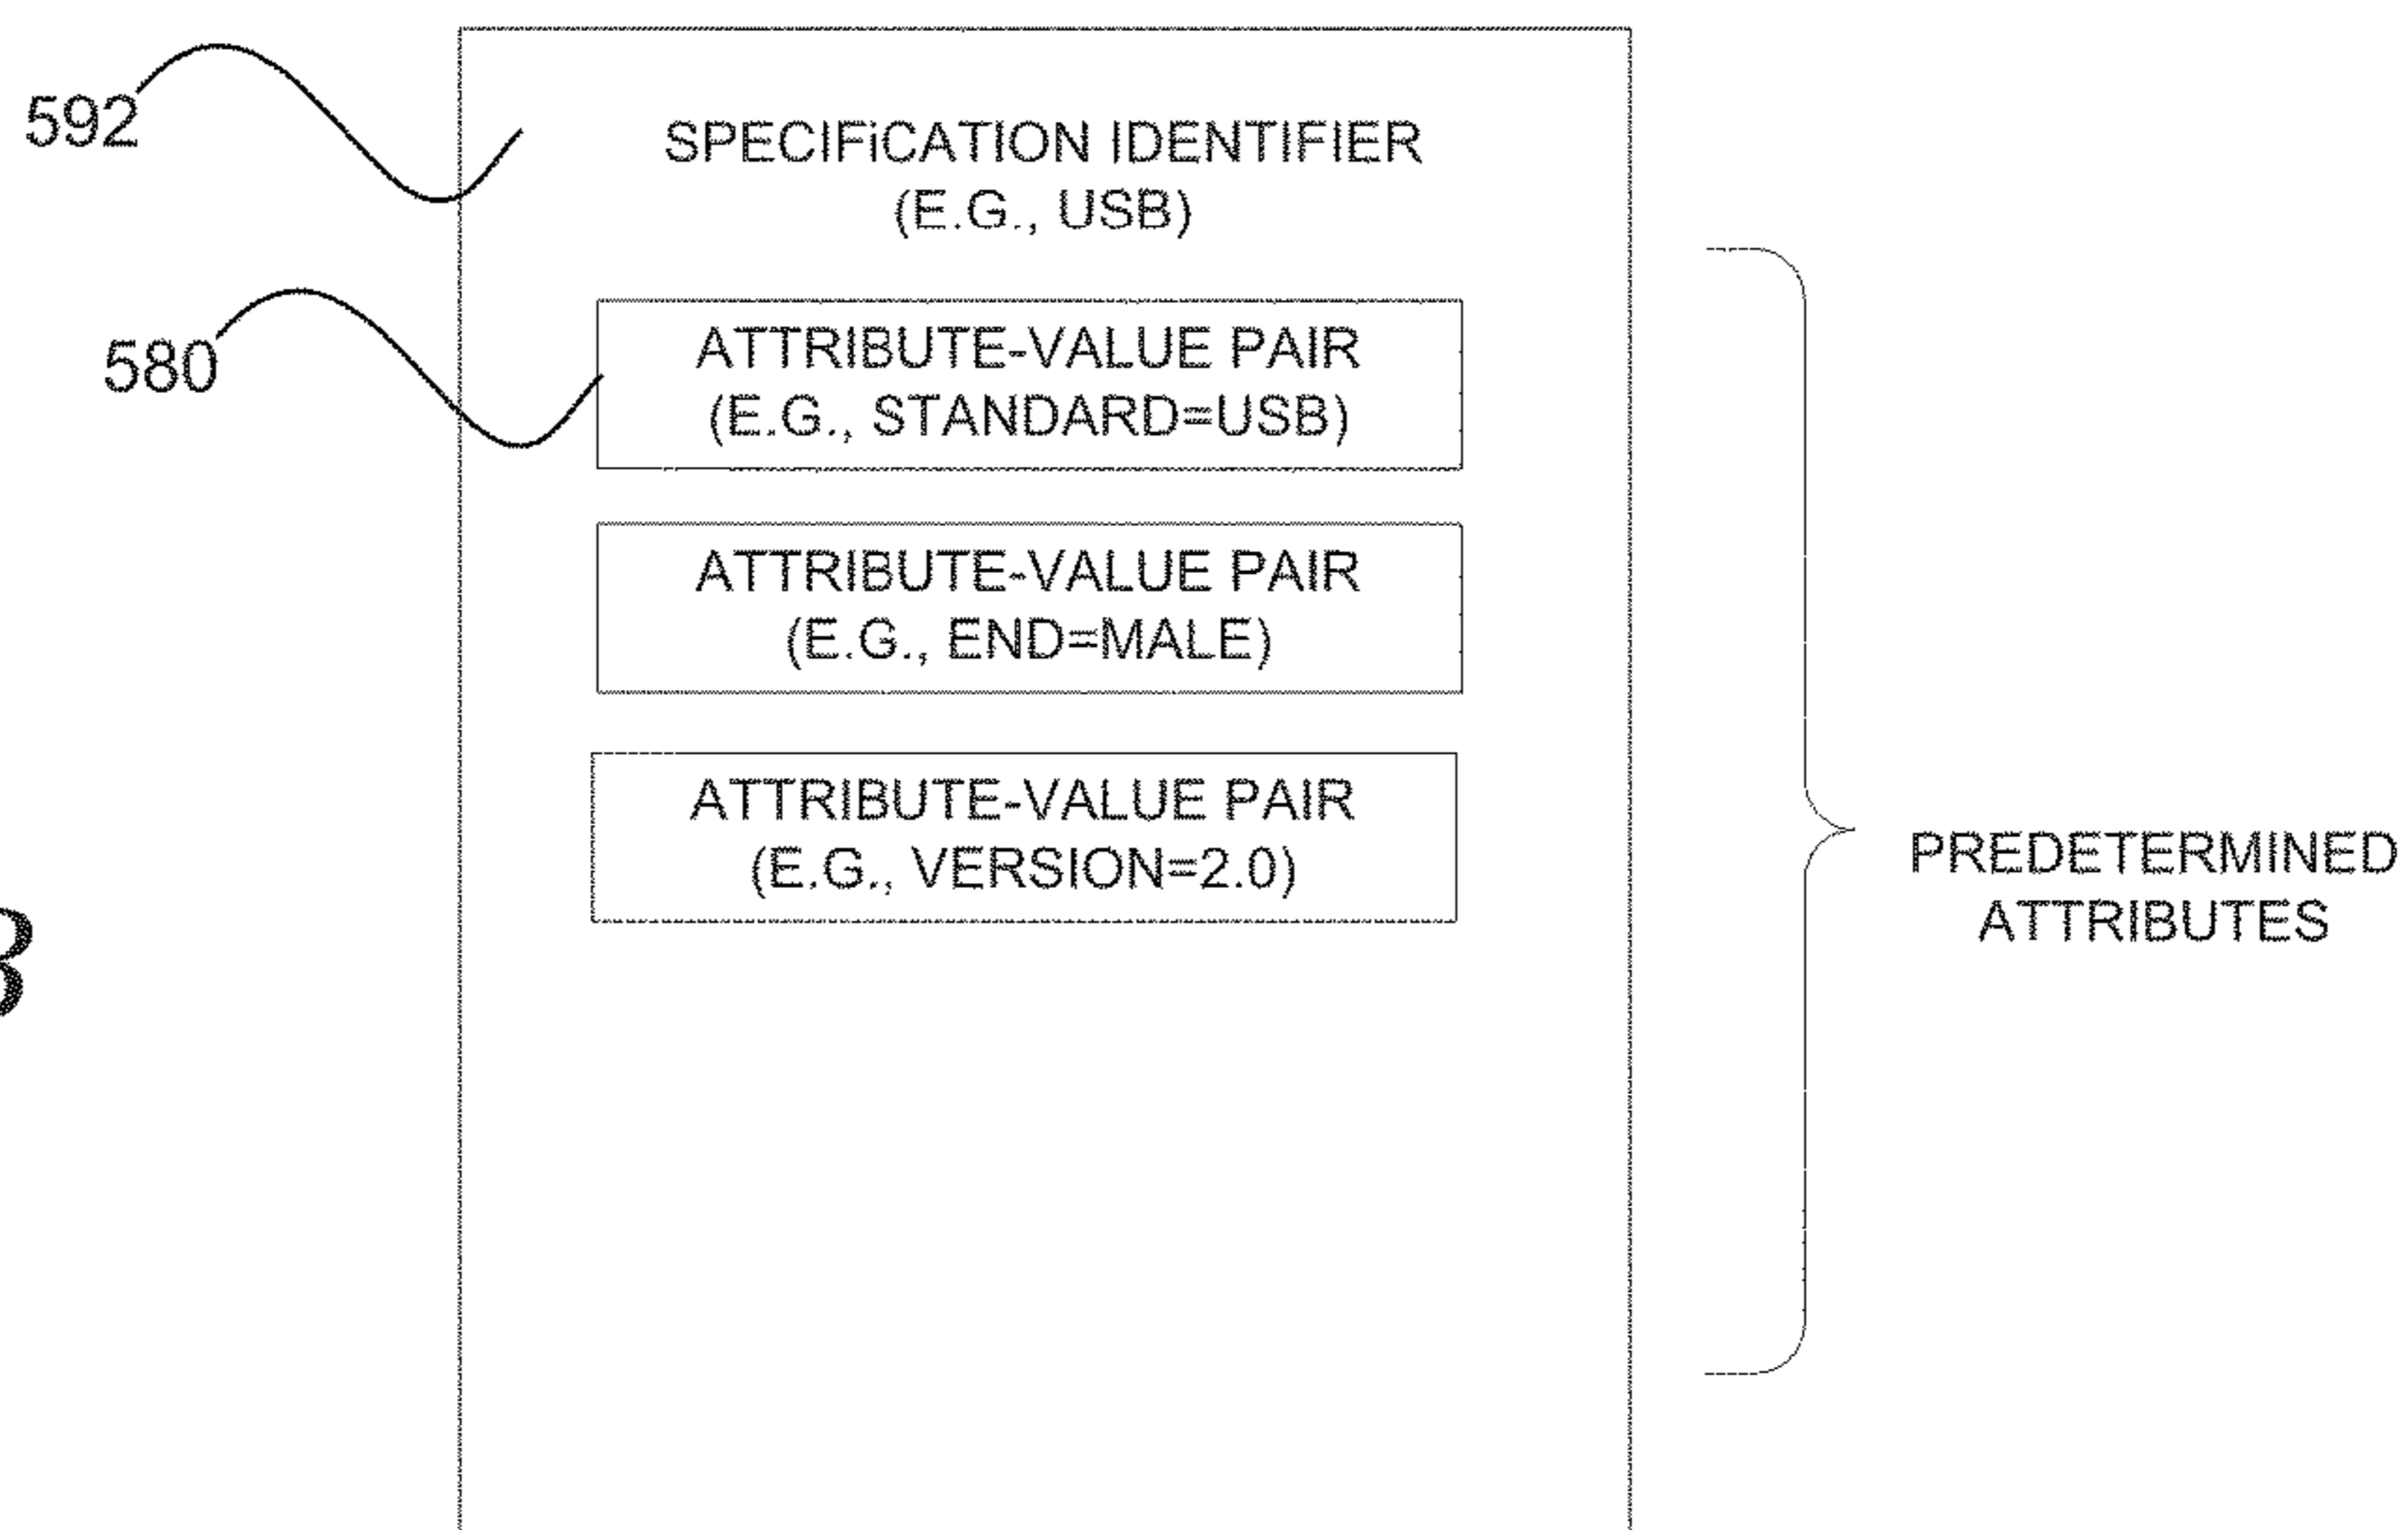 592
SPECIFiCATION IDENTIFIER
(E.G., USB)
580
ATTRIBUTE-VALUE PAIR
(E.G., STANDARD=USB)
ATTRIBUTE-VALUE PAIR
(E.G., END=MALE)
ATTRIBUTE-VALUE PAIR
(E.G., VERSION=2.0)
PREDETERMINED
ATTRIBUTES